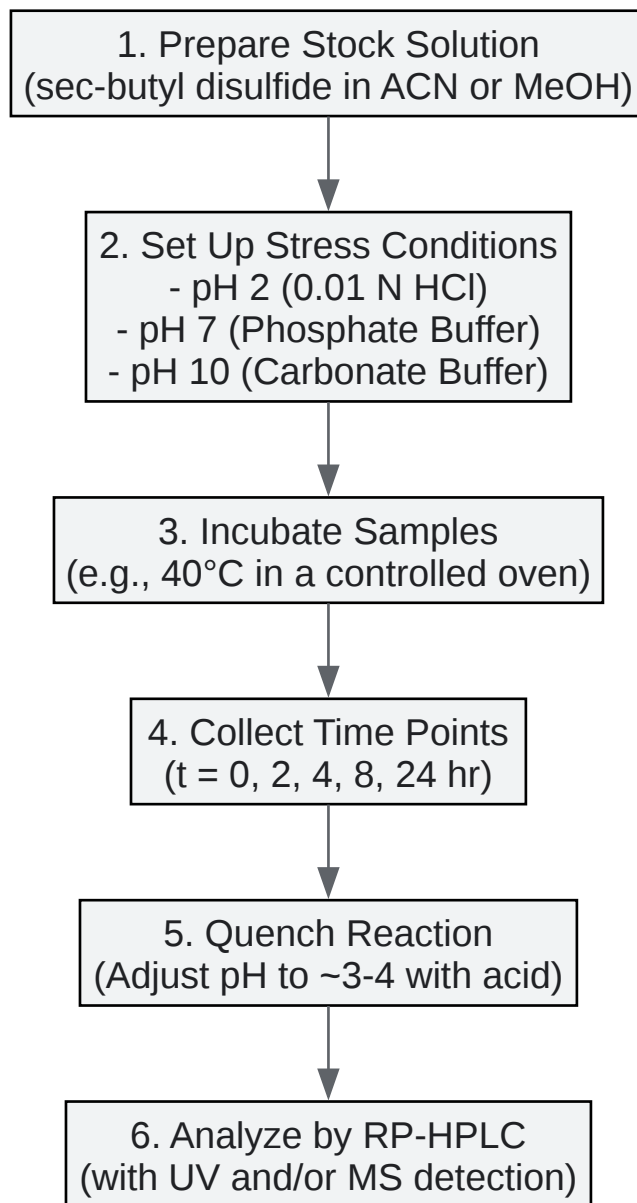 1. Prepare Stock Solution
(sec-butyl disulfide in ACN or MeOH)
2. Set Up Stress Conditions
- pH 2 (0.01 N HCl)
- pH 7 (Phosphate Buffer)
- pH 10 (Carbonate Buffer)
3. Incubate Samples
(e.g., 40°C in a controlled oven)
4. Collect Time Points
(t = 0, 2, 4, 8, 24 hr)
5. Quench Reaction
(Adjust pH to ~3-4 with acid)
6. Analyze by RP-HPLC
(with UV and/or MS detection)